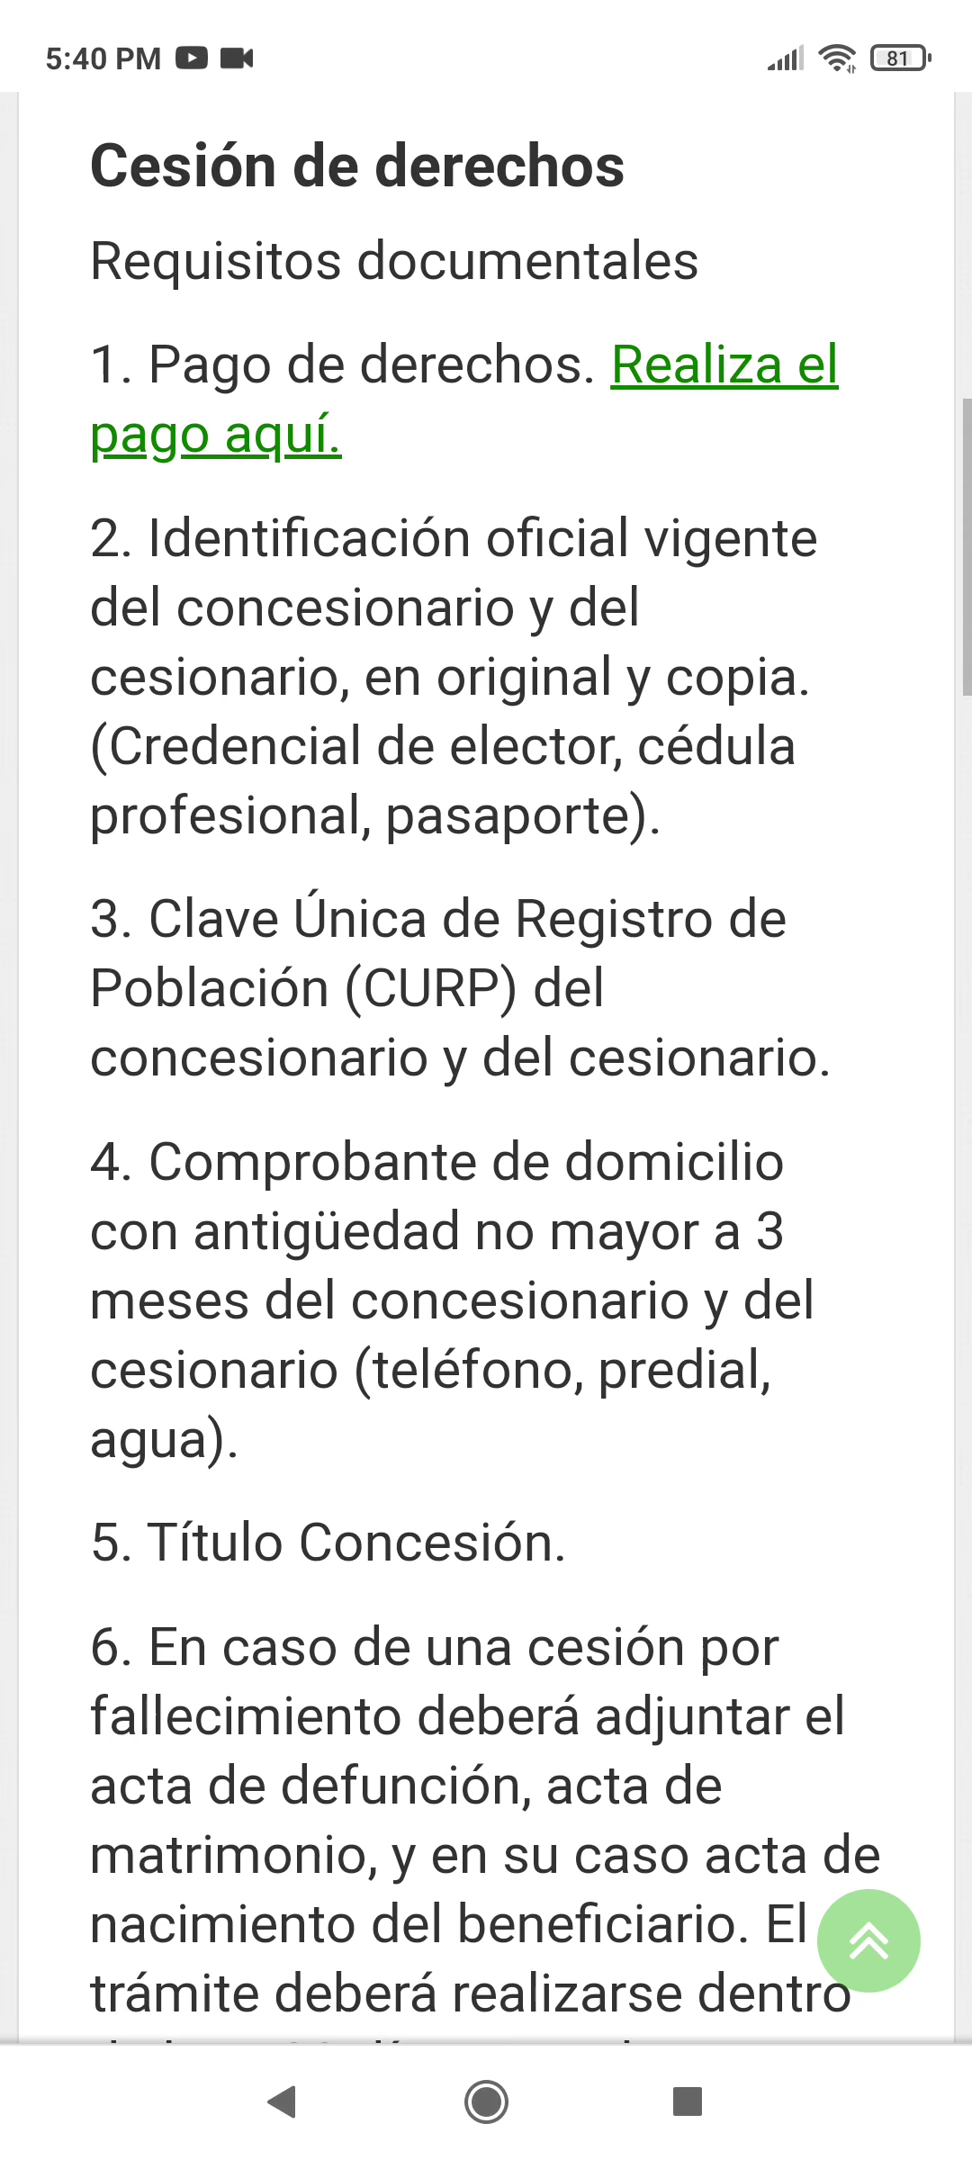 5:40 PM
81
Cesión de derechos
Requisitos documentales
1. Pago de derechos. Realiza el
pago aquí.
2. Identificación oficial vigente
del concesionario y del
cesionario, en original y copia.
(Credencial de elector, cédula
profesional, pasaporte).
3. Clave Única de Registro de
Población (CURP) del
concesionario y del cesionario.
4. Comprobante de domicilio
con antigüedad no mayor a 3
meses del concesionario y del
cesionario (teléfono, predial,
agua).
5. Título Concesión.
6. En caso de una cesión por
fallecimiento deberá adjuntar el
acta de defunción, acta de
matrimonio, y en su caso acta de
nacimiento del beneficiario. El
trámite deberá realizarse dentro